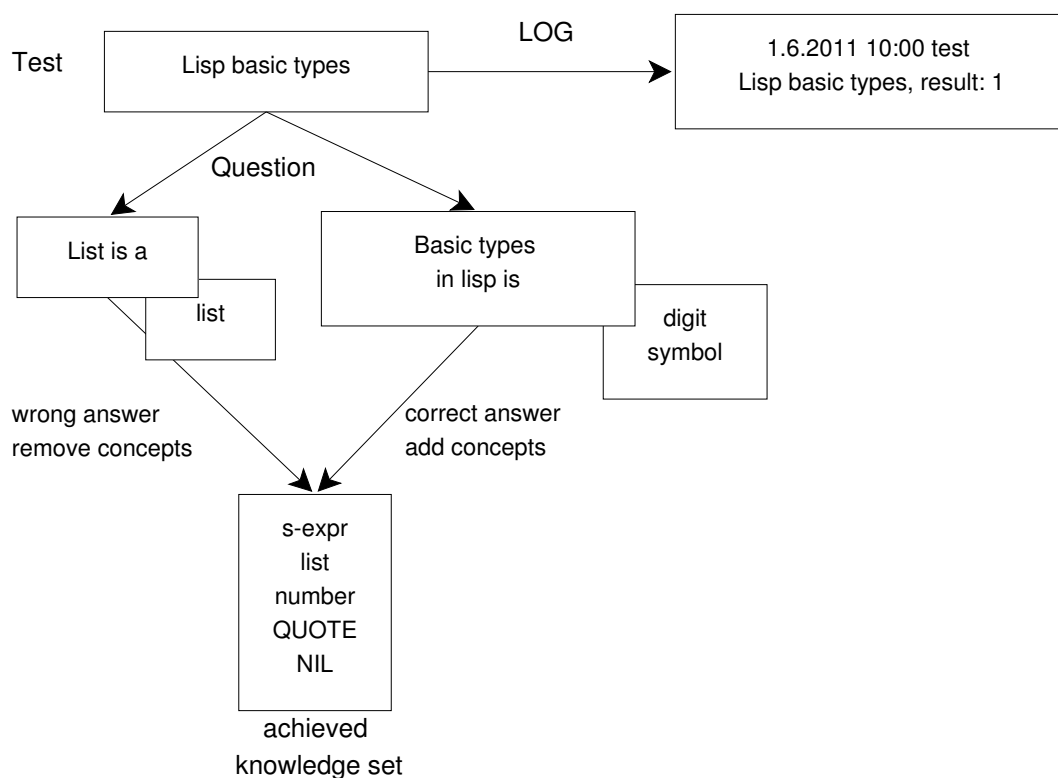 LOG
Test
Lisp basic types
1.6.2011 10:00 test
Lisp basic types, result: 1
Question
List is a
list
Basic types
in lisp is
digit
symbol
wrong answer
remove concepts
correct answer
add concepts
s-expr
list
number
QUOTE
NIL
achieved
knowledge set